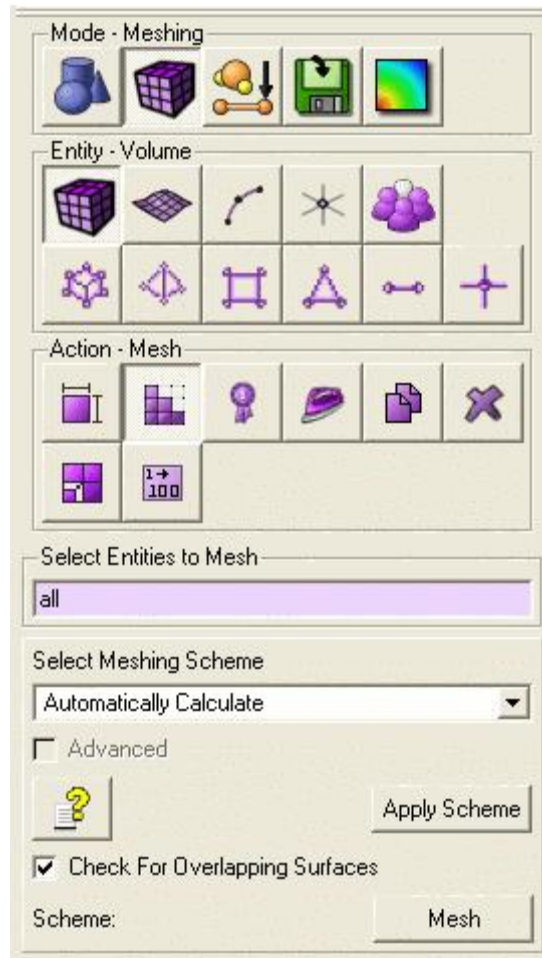 Mode - Meshing
Entity - Volume
Action - Mesh
1→
100
Select Entities to Mesh
all
Select Meshing Scheme
Automatically Calculate
Advanced
?
Apply Scheme
Check For Overlapping Surfaces
Scheme:
Mesh